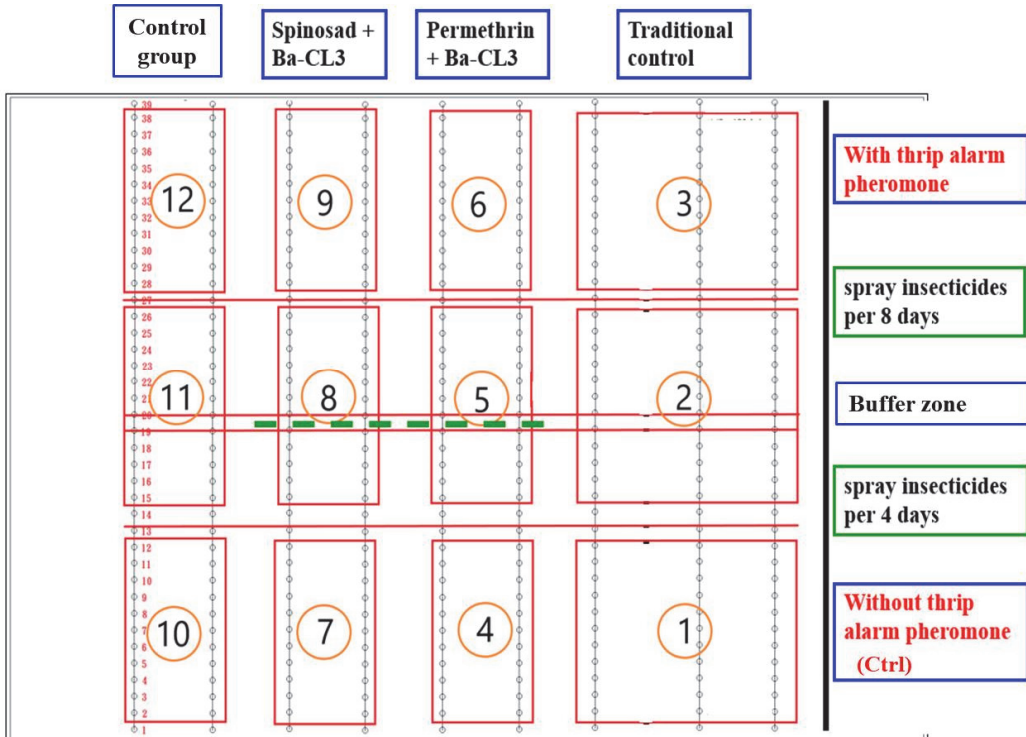 Control
group
Spinosad +
Ba-CL3
Permethrin
+ Ba-CL3
Traditional
control
39
38
37
36
35
34
33
32
31
30
29
28
27
26
25
24
23
22
21
20
19
18
17
16
15
14
13
12
11
10
9
8
7
6
5
4
3
2
1
12
9
6
3
11
8
5
2
10
7
4
1
With thrip alarm
pheromone
spray insecticides
per 8 days
Buffer zone
spray insecticides
per 4 days
Without thrip
alarm pheromone
(Ctrl)